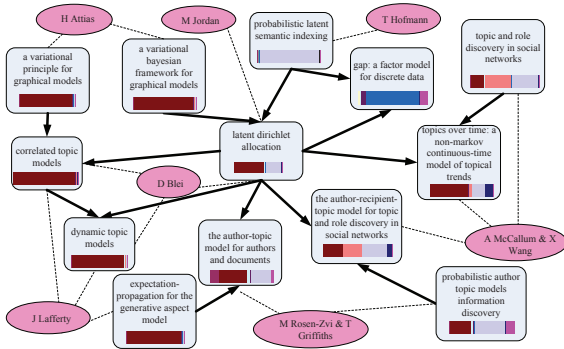 H Attias
M Jordan
probabilistic latent
semantic indexing
T Hofmann
topic and role
discovery in social
networks
a variational
principle for
graphical models
a variational
bayesian
framework for
graphical models
gap: a factor model
for discrete data
correlated topic
models
latent dirichlet
allocation
topics over time: a
non-markov
continuous-time
model of topical
trends
D Blei
dynamic topic
models
the author-topic
model for authors
and documents
the author-recipient-
topic model for topic
and role discovery in
social networks
A McCallum & X
Wang
J Lafferty
expectation-
propagation for the
generative aspect
model
M Rosen-Zvi & T
Griffiths
probabilistic author
topic models
information
discovery